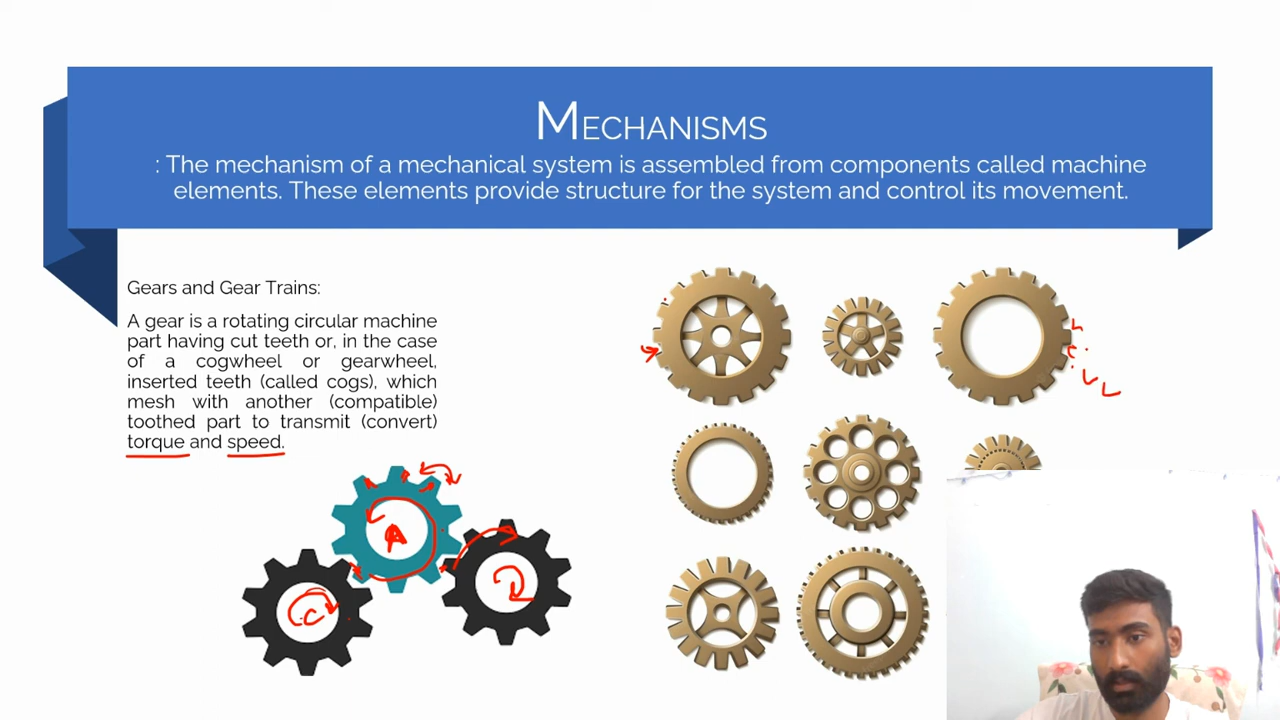 MECHANISMS
: The mechanism of a mechanical system is assembled from components called machine
elements. These elements provide structure for the system and control its movement.
Gears and Gear Trains:
A gear is a rotating circular machine
part having cut teeth or, in the case
of a cogwheel or gearwheel,
inserted teeth (called cogs), which
mesh with another (compatible)
toothed part to transmit (convert)
torque and speed.
A
C